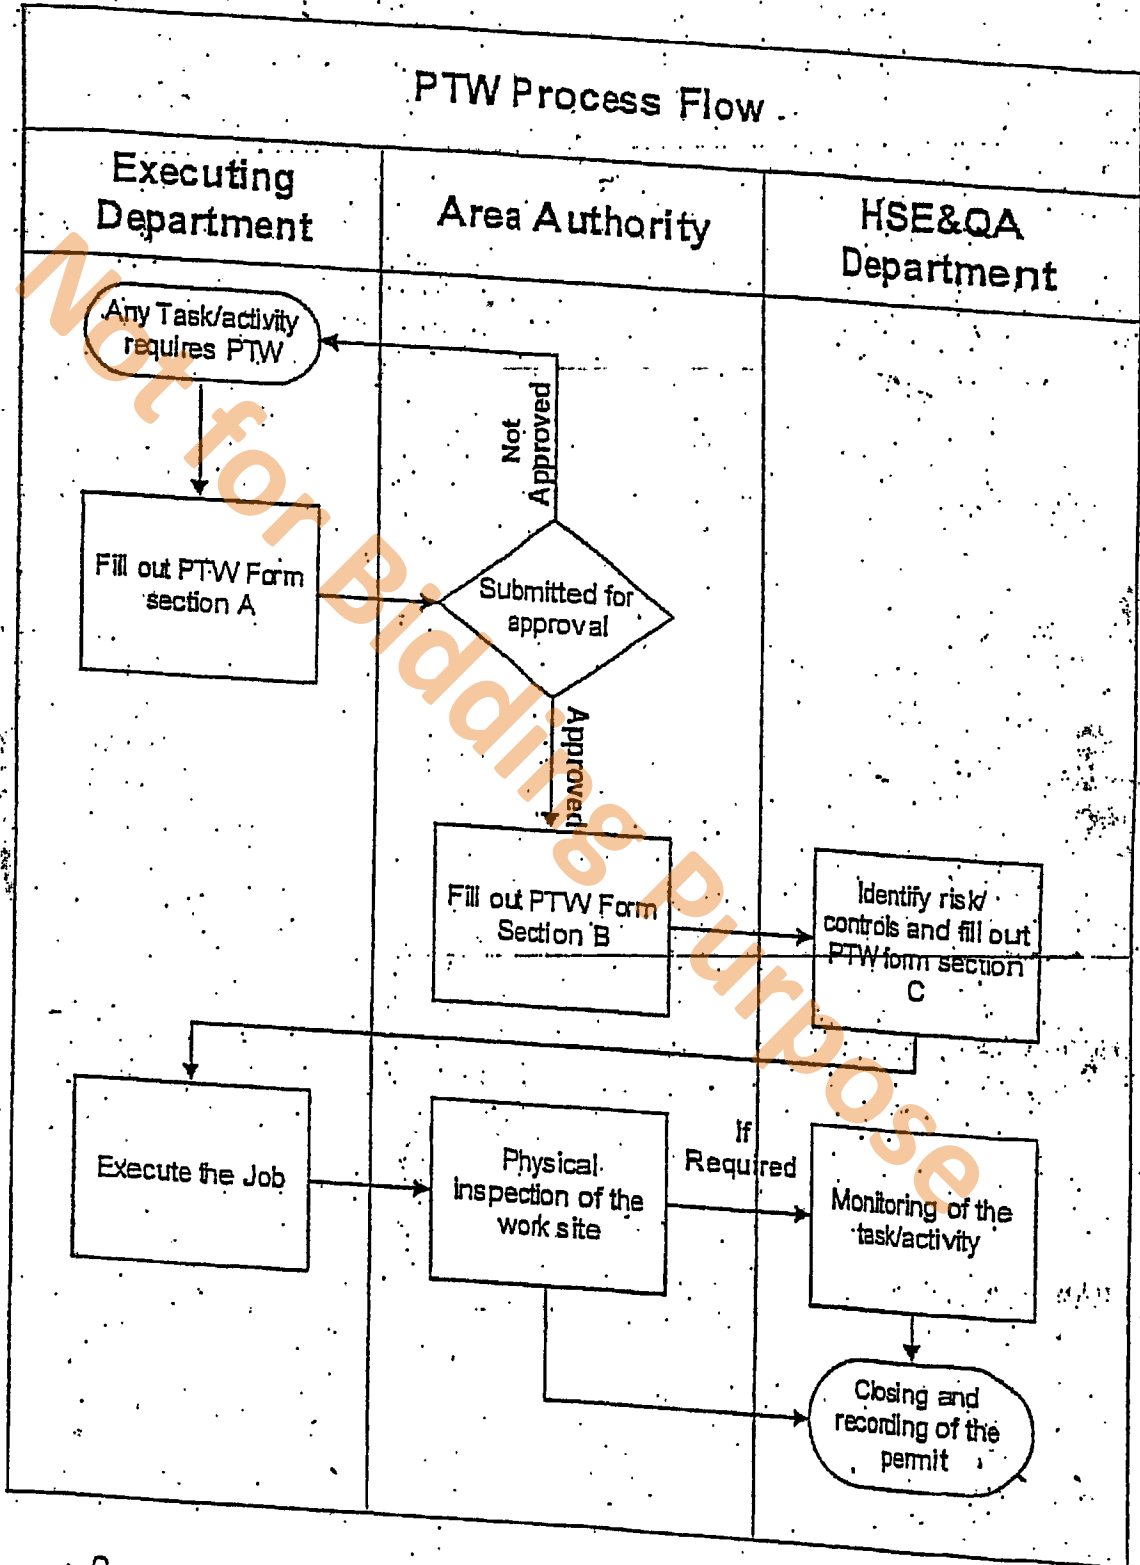 PTW Process Flow
Executing
Department
Area Authority
HSE&QA
Department
Any Task/activity
requires PTW
Not
Approved
Fill out PTW Form
section A
Submitted for
approval
Approved
Fill out PTW Form
Section B
Identify risk/
controls and fill out
PTW form section
C
Execute the Job
Physical
inspection of the
work site
If
Required
Monitoring of the
task/activity
Closing and
recording of the
permit
Not for Bidding Purpose